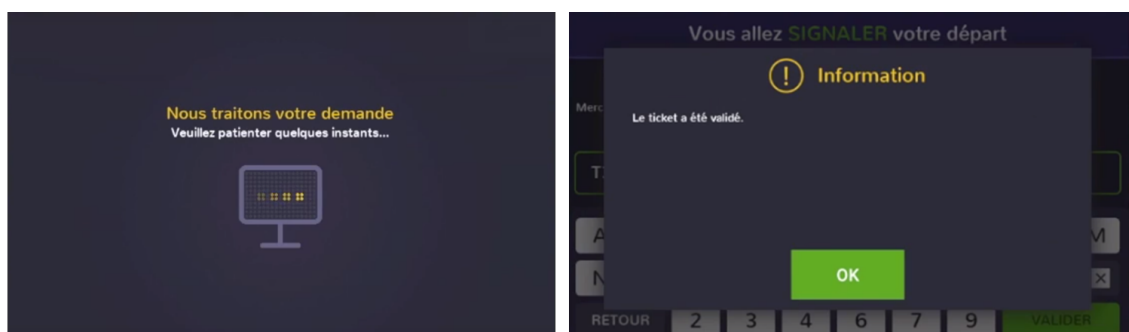 Nous traitons votre demande
Veuillez patienter quelques instants...
Vous allez SIGNALER votre départ
Information
Merc
Le ticket a été validé.
T
A M
N
OK
RETOUR 2 3 4 6 7 9 VALIDER